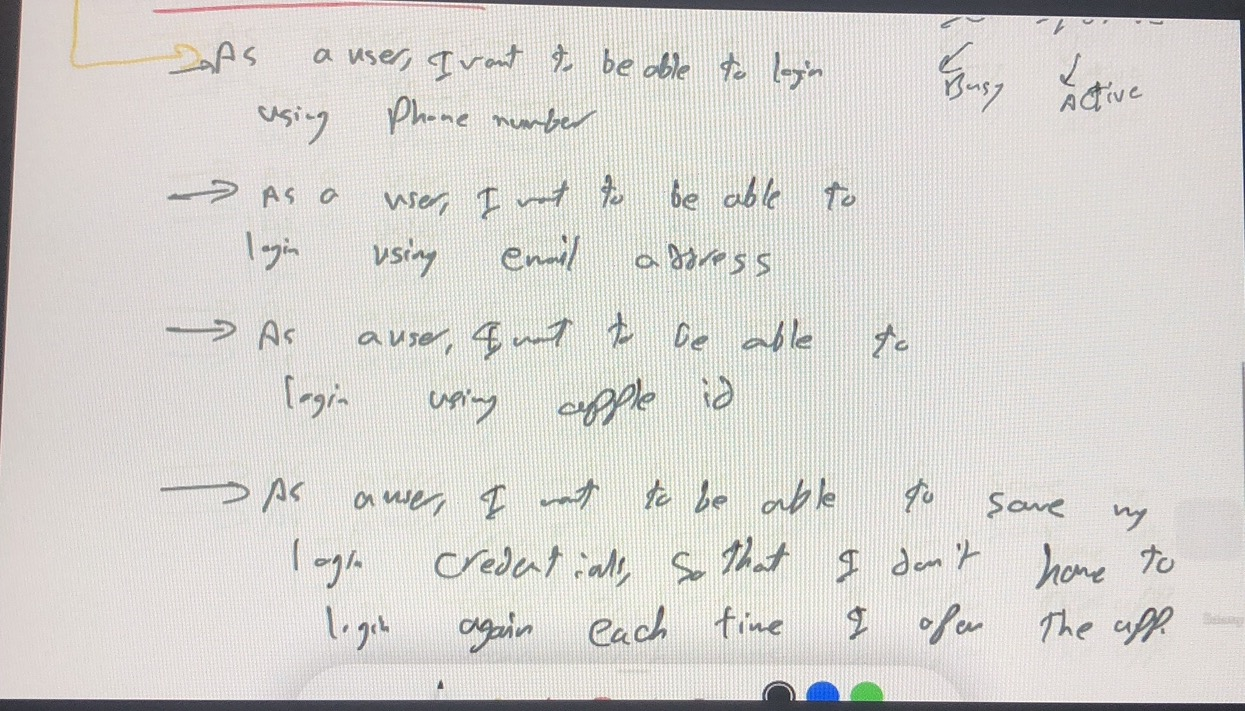 As a user, I want to be able to login
using Phone number
Busy
Active
As a user, I want to be able to
login using email address
As a user, I want to be able to
login using apple id
As a user, I want to be able to save my
login credentials, so that I don't have to
login again each time I open the app.